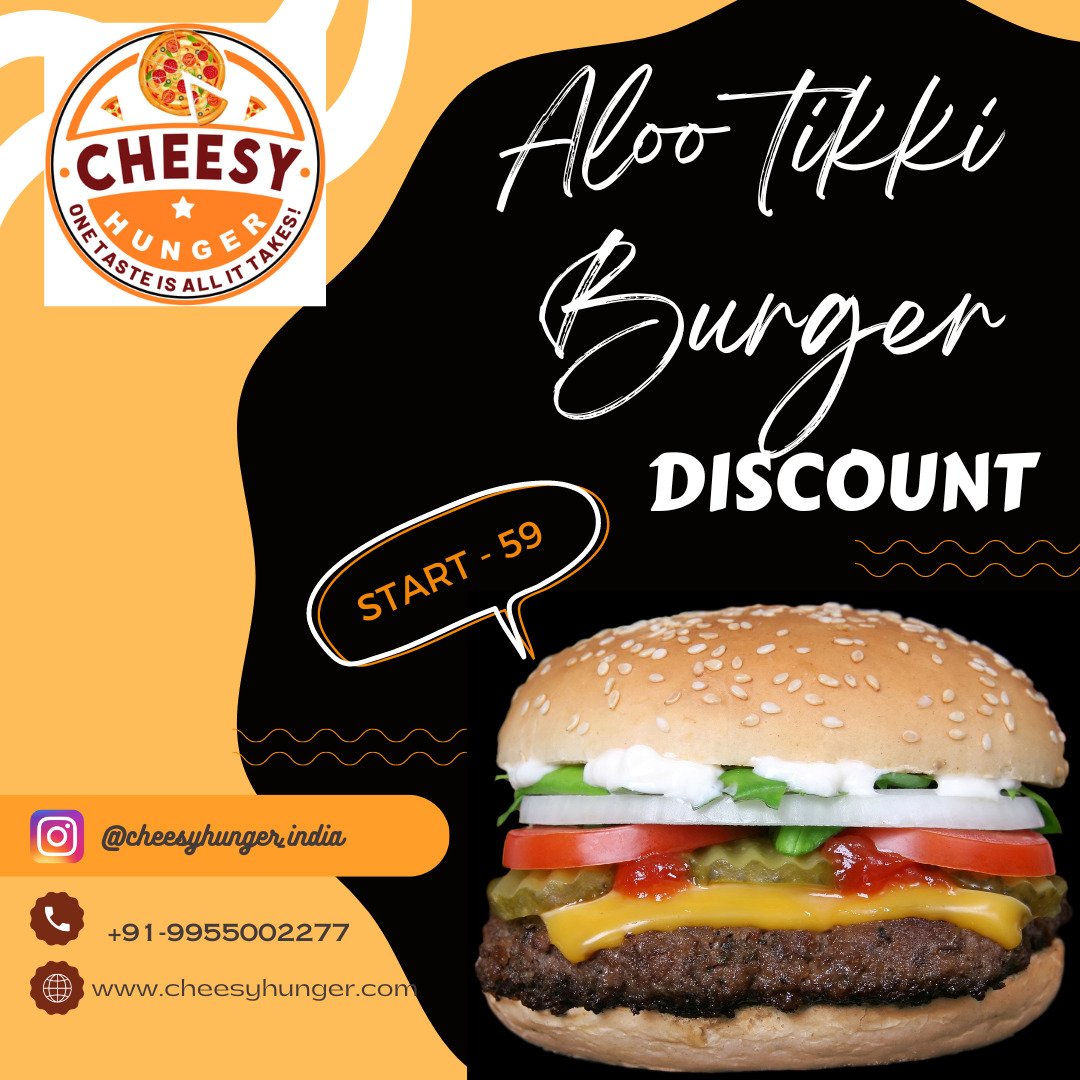 CHEESY
HUNGER
ONE TASTE IS ALL IT TAKES!
Aloo Tikki
Burger
DISCOUNT
START - 59
@cheesyhunger.india
+91-9955002277
www.cheesyhunger.com